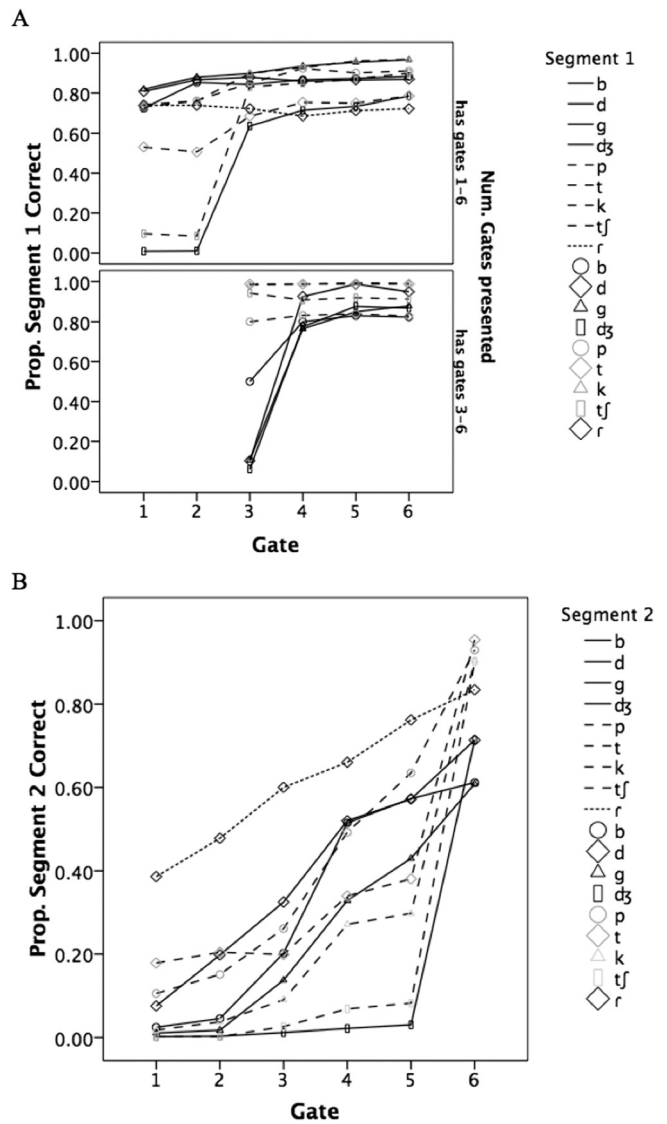 A
Prop. Segment 1 Correct
1.00
0.80
0.60
0.40
0.20
0.00
has gates 1-6
1.00
0.80
0.60
0.40
0.20
0.00
has gates 3-6
Num. Gates presented
1 2 3 4 5 6
Gate
Segment 1
b
d
g
dʒ
p
t
k
tʃ
ɾ
b
d
g
dʒ
p
t
k
tʃ
ɾ
B
Prop. Segment 2 Correct
1.00
0.80
0.60
0.40
0.20
0.00
1 2 3 4 5 6
Gate
Segment 2
b
d
g
dʒ
p
t
k
tʃ
ɾ
b
d
g
dʒ
p
t
k
tʃ
ɾ